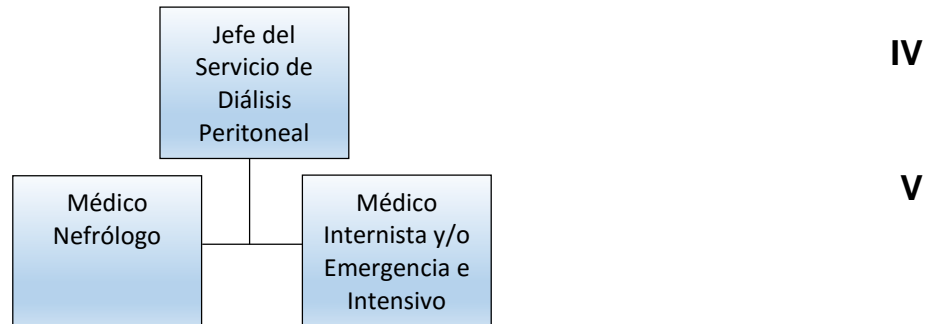 Jefe del
Servicio de
Diálisis
Peritoneal
IV
Médico
Nefrólogo
Médico
Internista y/o
Emergencia e
Intensivo
V